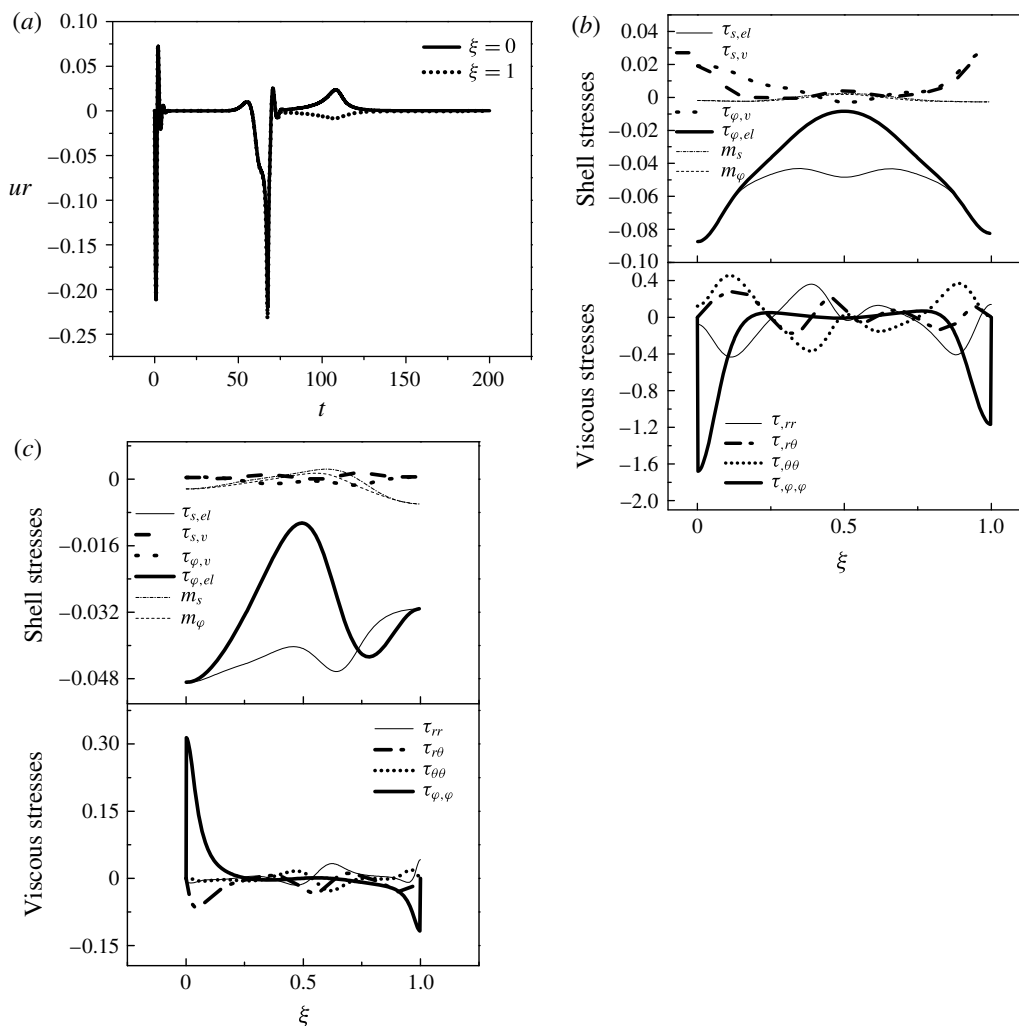 (a)
0.10
0.05
0
−0.05
−0.10
−0.15
−0.20
−0.25
ur
ξ = 0
ξ = 1
0
50
100
150
200
t
(b)
0.04
0.02
0
−0.02
−0.04
−0.06
−0.08
−0.10
Shell stresses
τs,el
τs,v
τφ,v
τφ,el
ms
mφ
0.4
0
−0.4
−0.8
−1.2
−1.6
−2.0
Viscous stresses
τ,rr
τ,rθ
τ,θθ
τ,φ,φ
0
0.5
1.0
ξ
(c)
0
−0.016
−0.032
−0.048
Shell stresses
τs,el
τs,v
τφ,v
τφ,el
ms
mφ
0.30
0.15
0
−0.15
Viscous stresses
τrr
τrθ
τθθ
τφ,φ
0
0.5
1.0
ξ